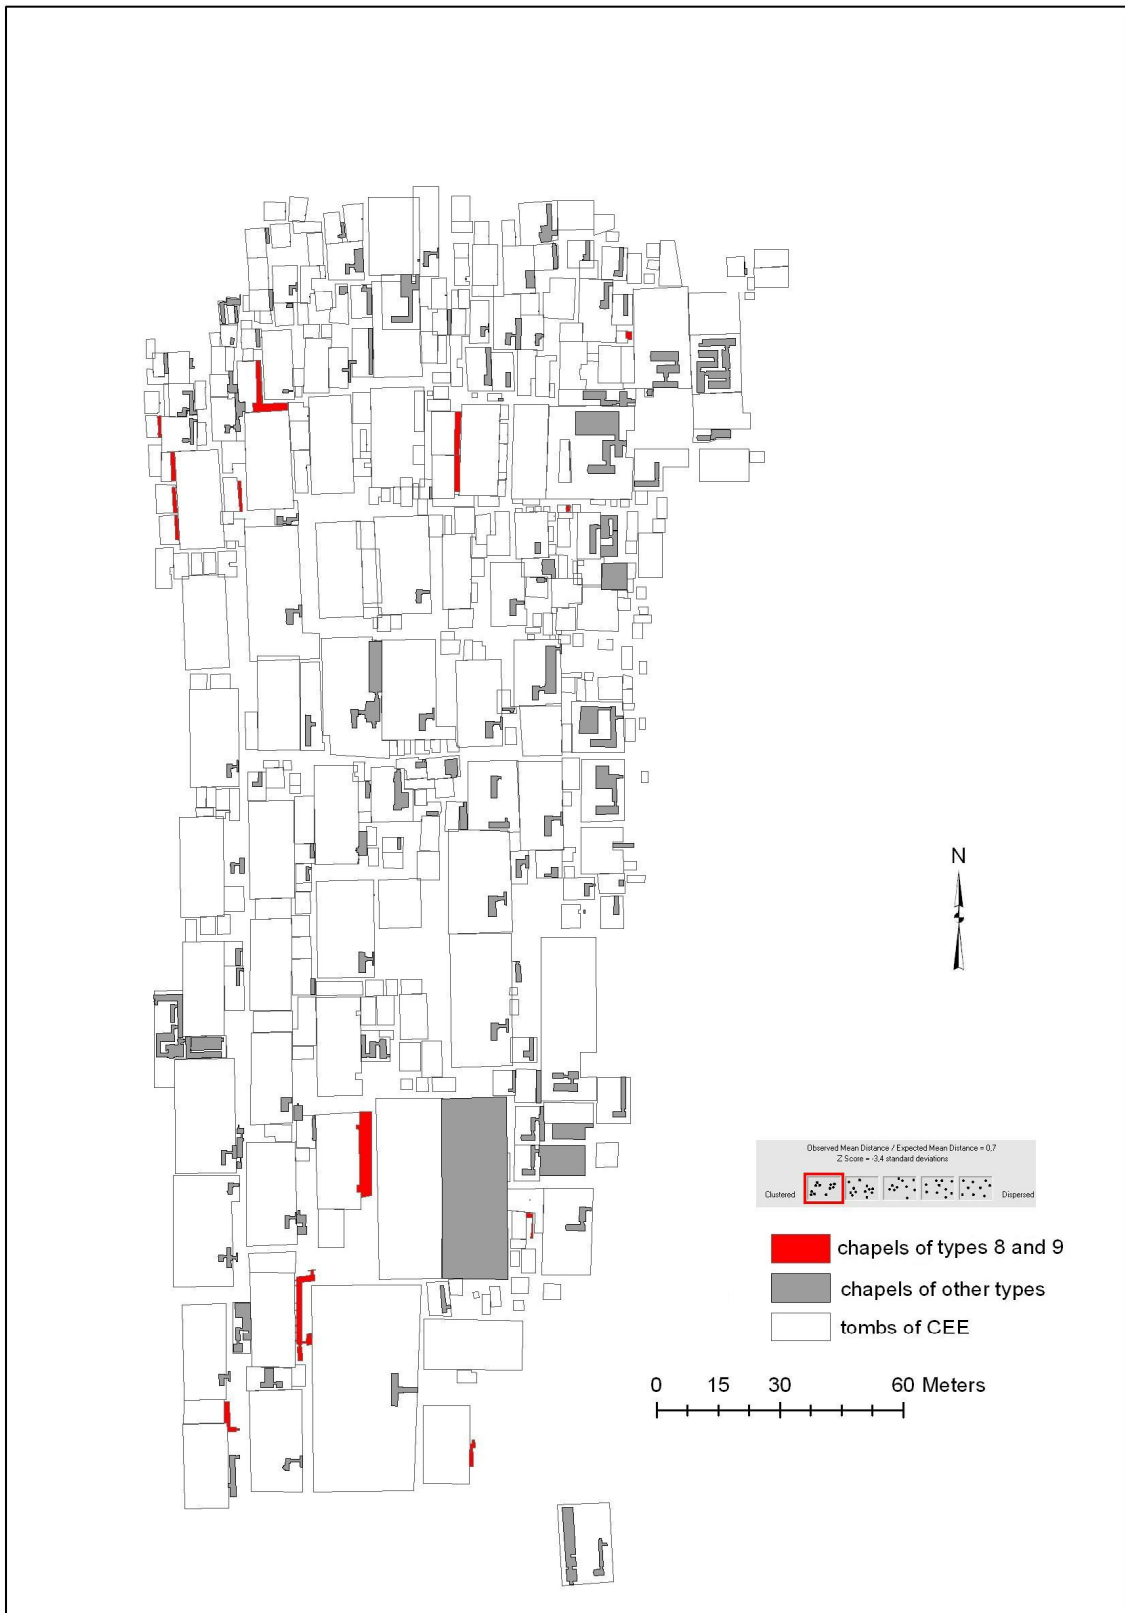 N
Observed Mean Distance / Expected Mean Distance = 0,7
Z Score = -3,4 standard deviations
Clustered Dispersed
chapels of types 8 and 9
chapels of other types
tombs of CEE
0 15 30 60 Meters